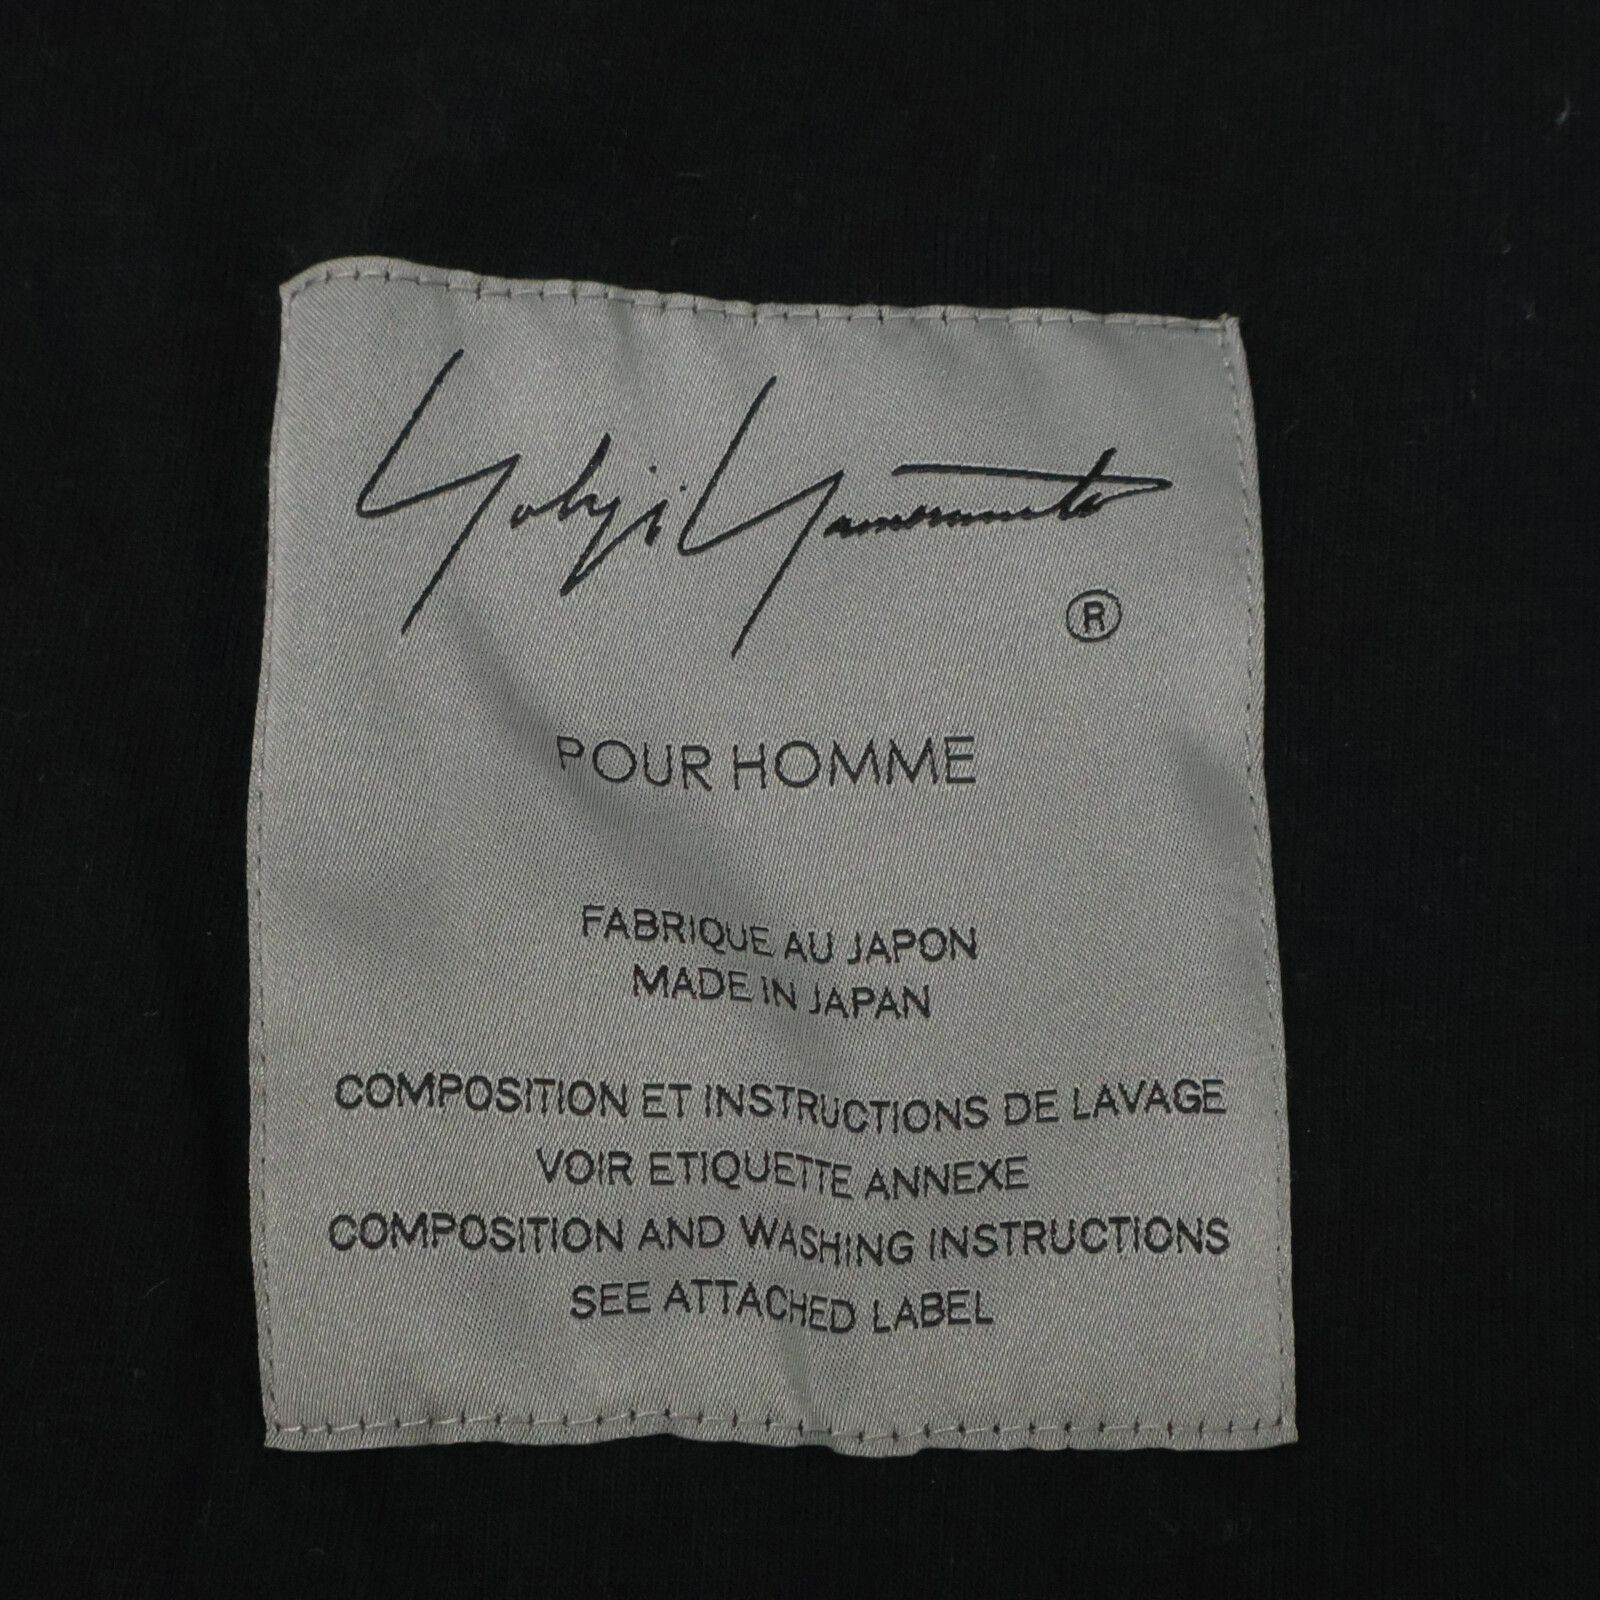 Yohji Yamamoto
®
POUR HOMME
FABRIQUE AU JAPON
MADE IN JAPAN
COMPOSITION ET INSTRUCTIONS DE LAVAGE
VOIR ETIQUETTE ANNEXE
COMPOSITION AND WASHING INSTRUCTIONS
SEE ATTACHED LABEL